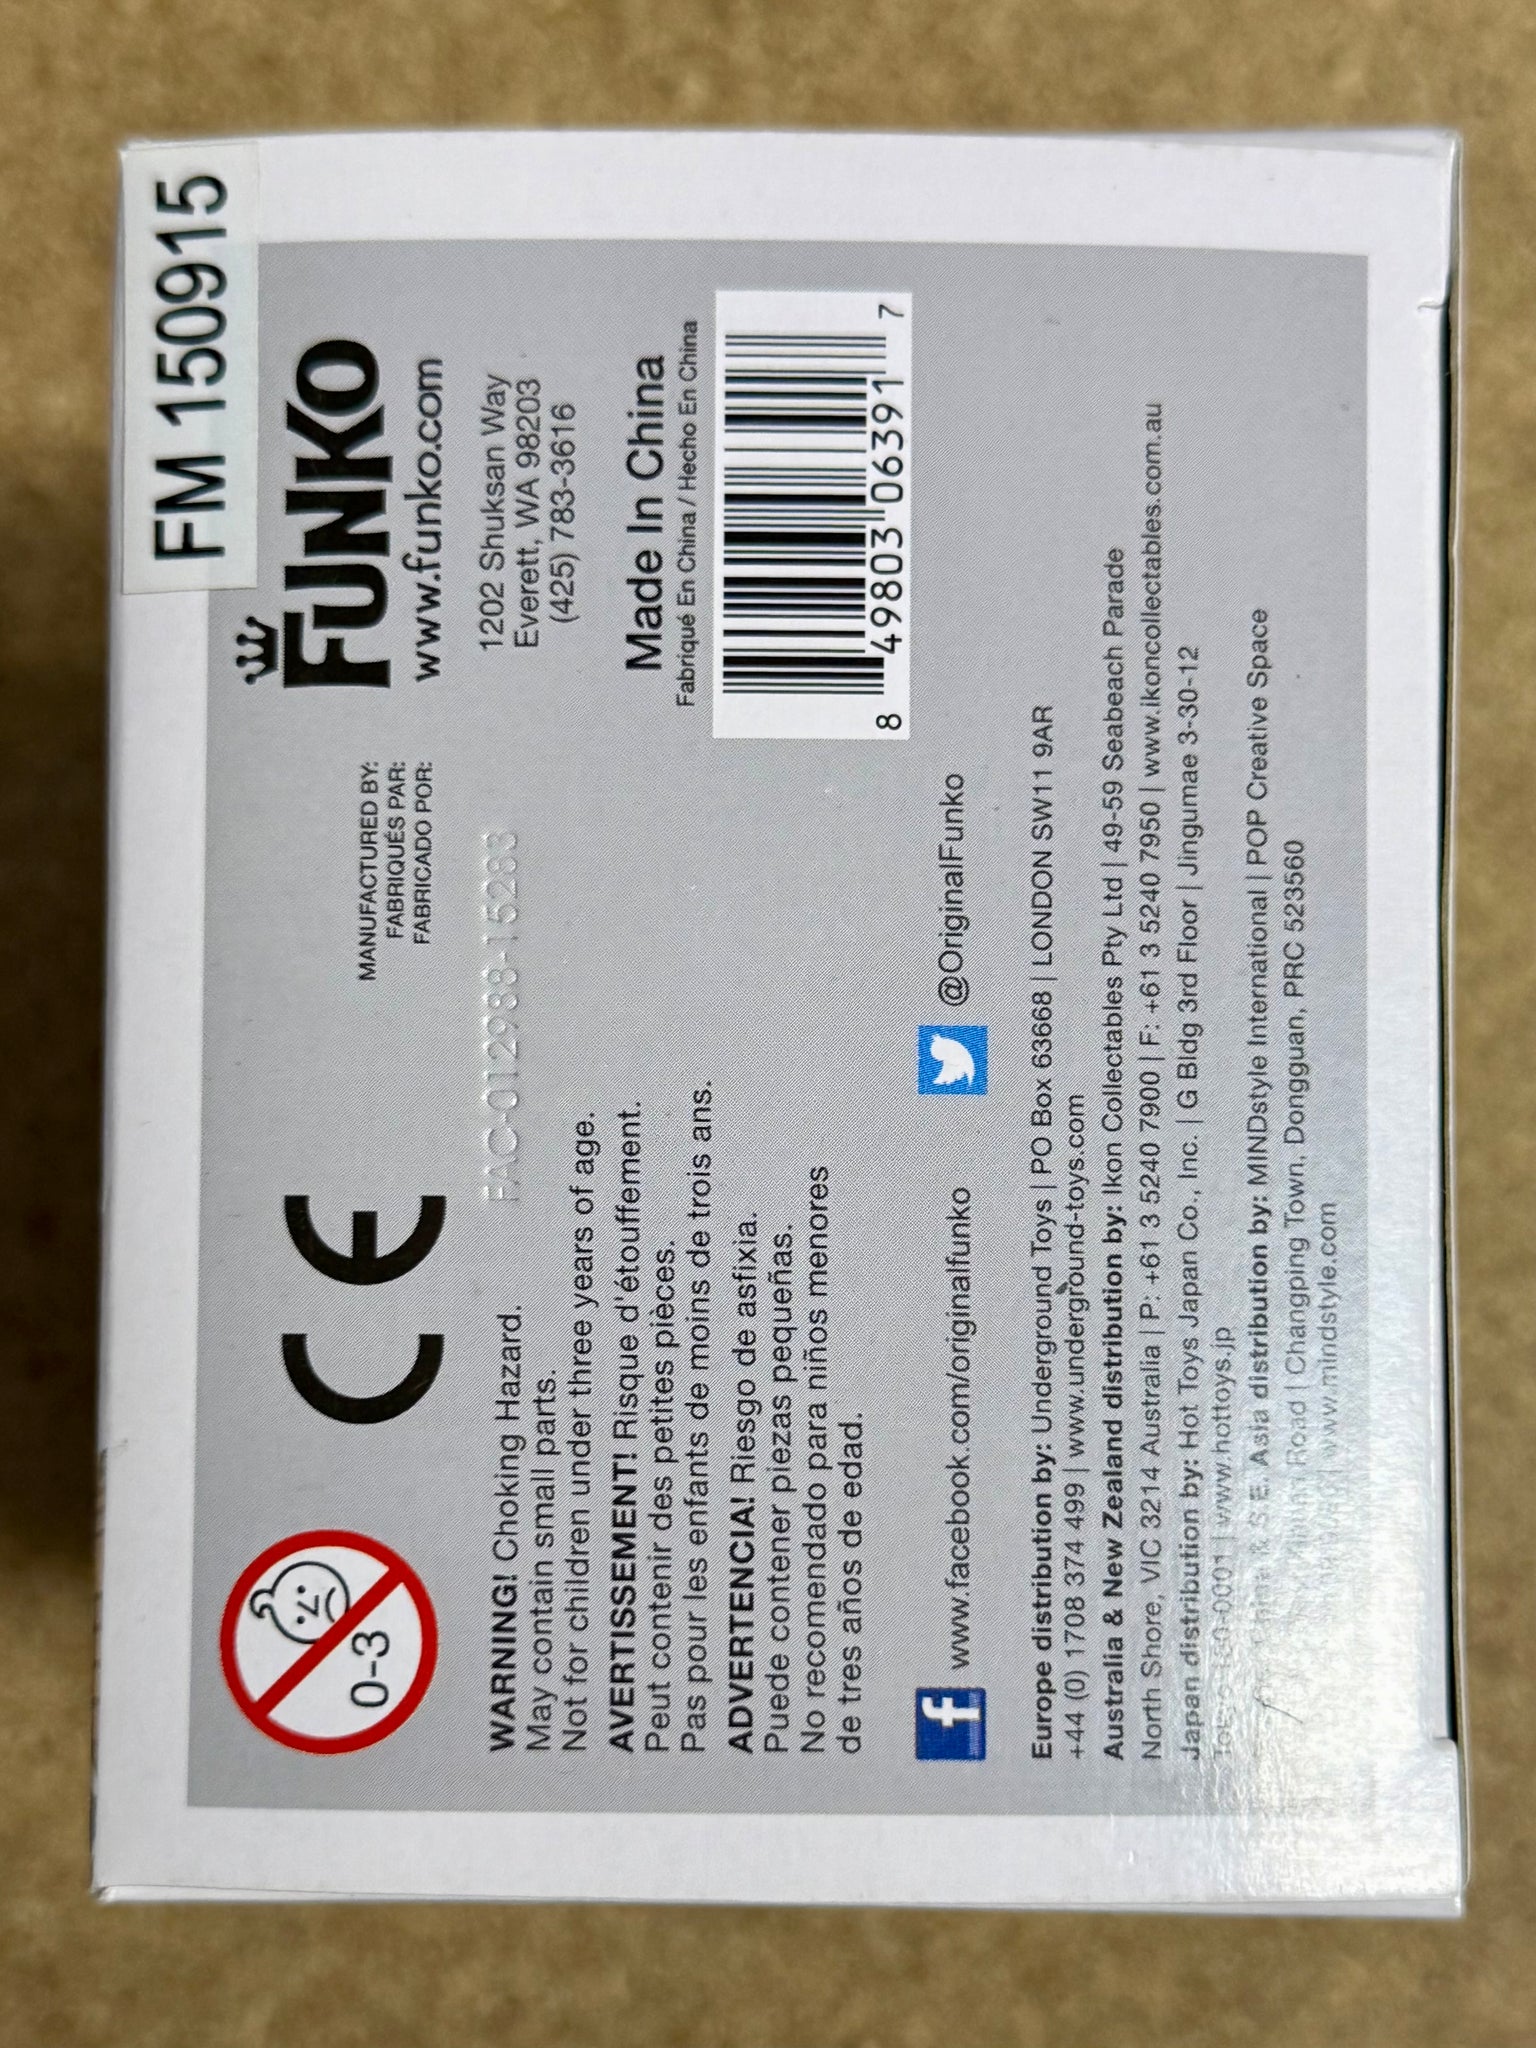 FM 150915
0-3
CE
MANUFACTURED BY:
FABRIQUÉS PAR:
FABRICADO POR:
FUNKO
www.funko.com
1202 Shuksan Way
Everett, WA 98203
(425) 783-3616
FAC-012988-15283
WARNING! Choking Hazard.
May contain small parts.
Not for children under three years of age.
AVERTISSEMENT! Risque d'étouffement.
Peut contenir des petites pièces.
Pas pour les enfants de moins de trois ans.
ADVERTENCIA! Riesgo de asfixia.
Puede contener piezas pequeñas.
No recomendado para niños menores
de tres años de edad.
Made In China
Fabriqué En China / Hecho En China
8 49803 06391 7
f www.facebook.com/originalfunko
@OriginalFunko
Europe distribution by: Underground Toys | PO Box 63668 | LONDON SW11 9AR
+44 (0) 1708 374 499 | www.underground-toys.com
Australia & New Zealand distribution by: Ikon Collectables Pty Ltd | 49-59 Seabeach Parade
North Shore, VIC 3214 Australia | P: +61 3 5240 7900 | F: +61 3 5240 7950 | www.ikoncollectables.com.au
Japan distribution by: Hot Toys Japan Co., Inc. | G Bldg 3rd Floor | Jingumae 3-30-12
www.hottoys.jp
China & S. E. Asia distribution by: MINDstyle International | POP Creative Space
Road | Changping Town, Dongguan, PRC 523560
www.mindstyle.com